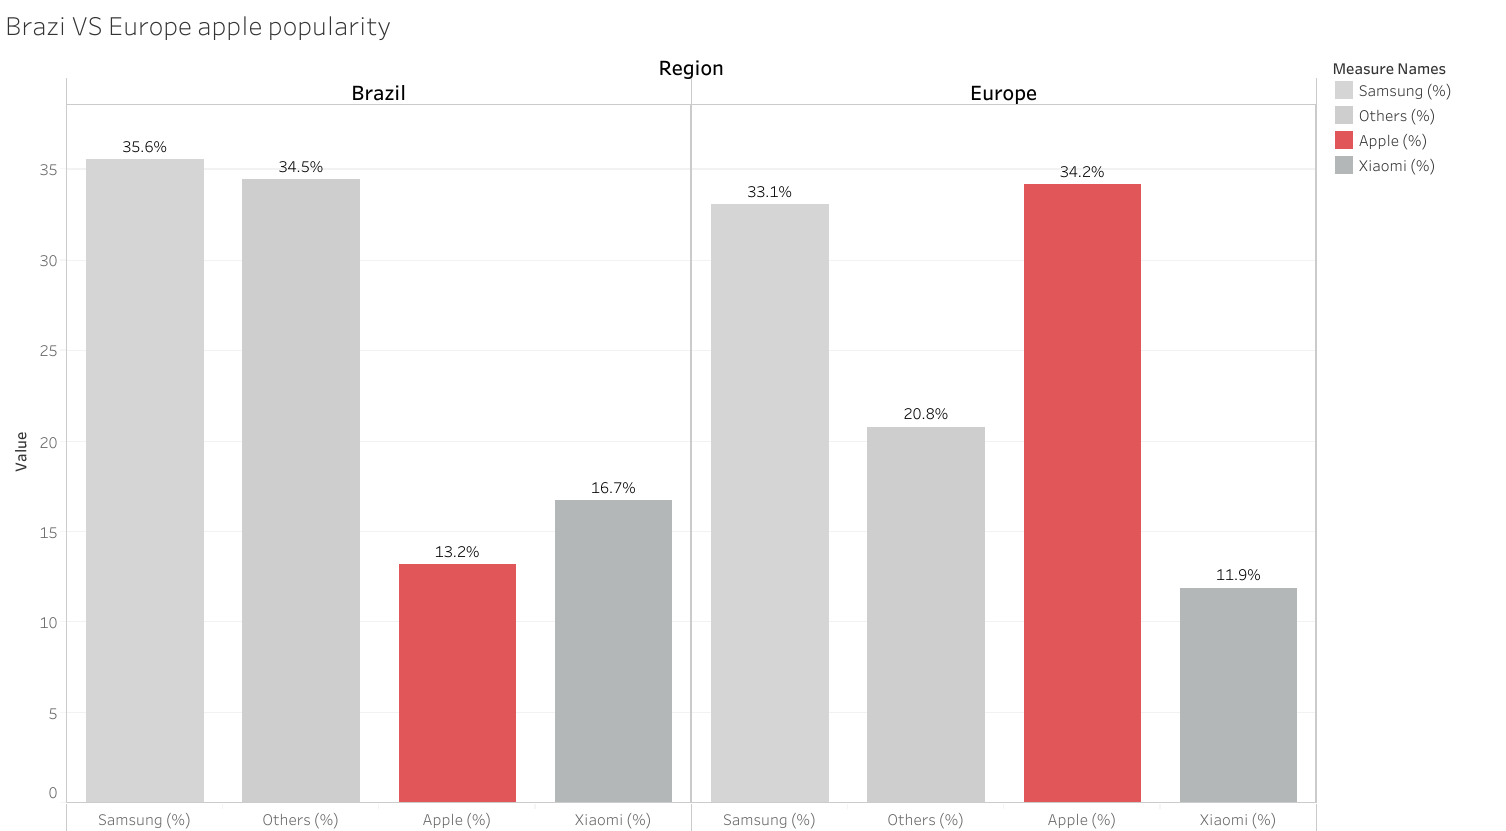 Brazi VS Europe apple popularity
Region
Brazil
Europe
Measure Names
Samsung (%)
Others (%)
Apple (%)
Xiaomi (%)
Value
35
30
25
20
15
10
5
0
35.6%
34.5%
13.2%
16.7%
33.1%
20.8%
34.2%
11.9%
Samsung (%)
Others (%)
Apple (%)
Xiaomi (%)
Samsung (%)
Others (%)
Apple (%)
Xiaomi (%)